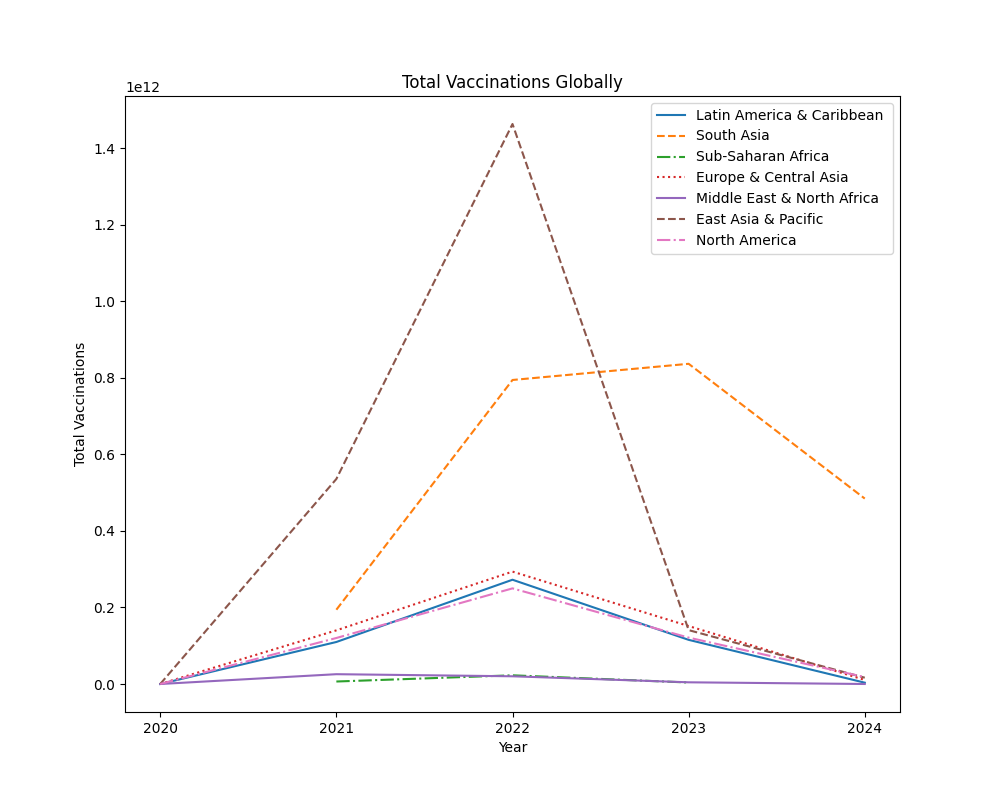 Total Vaccinations Globally
1e12
Latin America & Caribbean
South Asia
Sub-Saharan Africa
Europe & Central Asia
Middle East & North Africa
East Asia & Pacific
North America
1.4
1.2
1.0
0.8
0.6
0.4
0.2
0.0
Total Vaccinations
2020 2021 2022 2023 2024
Year